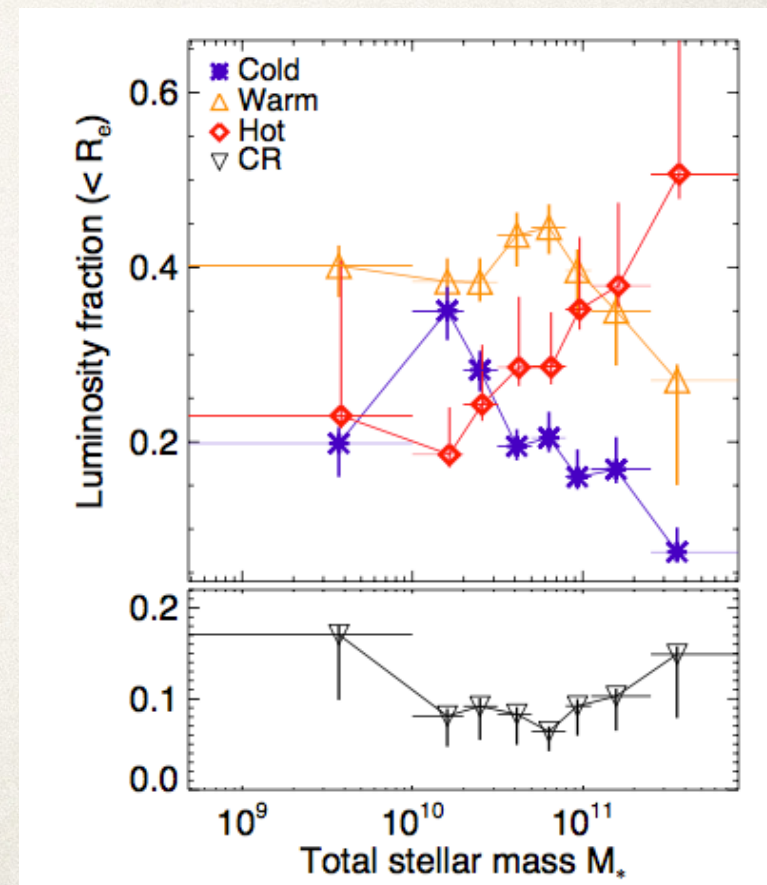 Cold
Warm
Hot
CR
0.6
0.4
0.2
Luminosity fraction (< Rₑ)
0.2
0.1
0.0
10⁹ 10¹⁰ 10¹¹
Total stellar mass M*